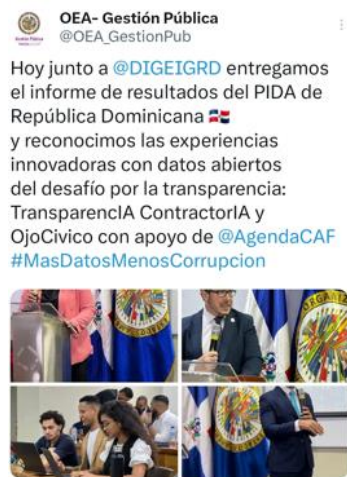 OEA- Gestión Pública
@OEA_GestionPub
Hoy junto a @DIGEIGRD entregamos
el informe de resultados del PIDA de
República Dominicana 🇩🇴
y reconocimos las experiencias
innovadoras con datos abiertos
del desafío por la transparencia:
TransparencIA ContractorIA y
OjoCivico con apoyo de @AgendaCAF
#MasDatosMenosCorrupcion